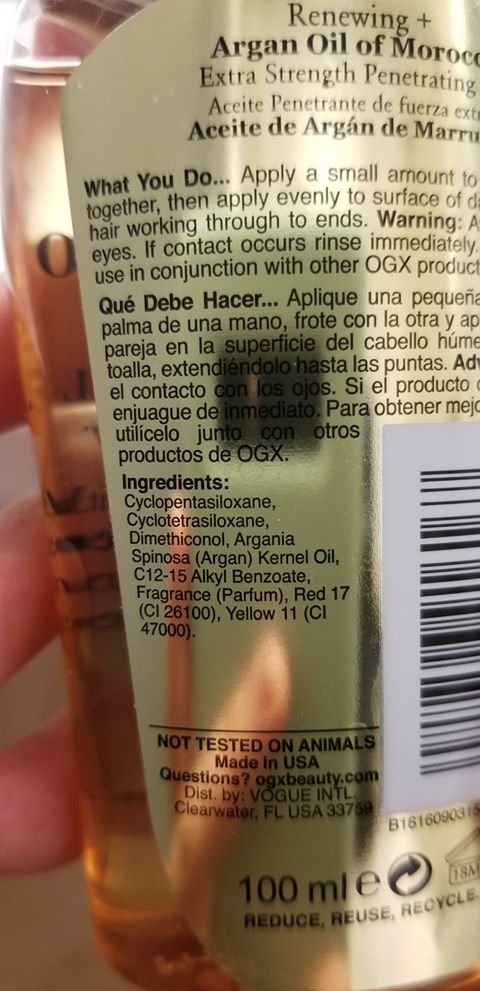 Renewing +
Argan Oil of Moroc
Extra Strength Penetrating
Aceite Penetrante de fuerza ext
Aceite de Argán de Marru
What You Do... Apply a small amount to
together, then apply evenly to surface of d
hair working through to ends. Warning: A
eyes. If contact occurs rinse immediately.
use in conjunction with other OGX product
Qué Debe Hacer... Aplique una pequeña
palma de una mano, frote con la otra y ap
pareja en la superficie del cabello húme
toalla, extendiéndolo hasta las puntas. Adv
el contacto con los ojos. Si el producto
enjuague de inmediato. Para obtener mejo
utilícelo junto con otros
productos de OGX.
Ingredients:
Cyclopentasiloxane,
Cyclotetrasiloxane,
Dimethiconol, Argania
Spinosa (Argan) Kernel Oil,
C12-15 Alkyl Benzoate,
Fragrance (Parfum), Red 17
(CI 26100), Yellow 11 (CI
47000).
NOT TESTED ON ANIMALS
Made in USA
Questions? ogxbeauty.com
Dist. by: VOGUE INTL.
Clearwater, FL USA 33759
B1616090315
100 ml e
18M
REDUCE, REUSE, RECYCLE.